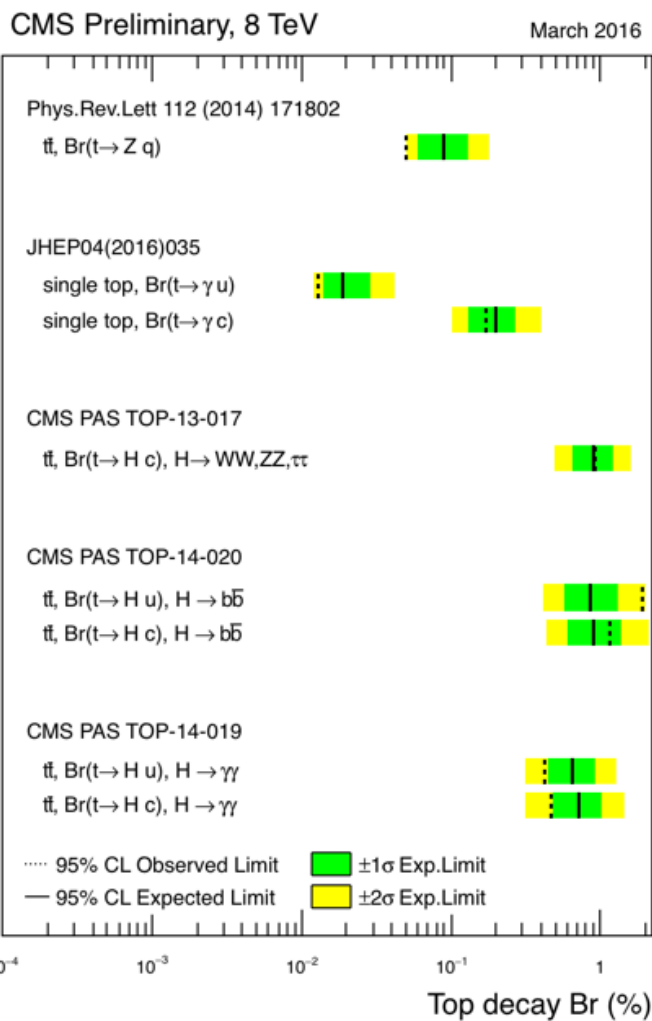 CMS Preliminary, 8 TeV
March 2016
Phys.Rev.Lett 112 (2014) 171802
tt̅, Br(t→ Z q)
JHEP04(2016)035
single top, Br(t→ γ u)
single top, Br(t→ γ c)
CMS PAS TOP-13-017
tt̅, Br(t→ H c), H→ WW,ZZ,ττ
CMS PAS TOP-14-020
tt̅, Br(t→ H u), H → bb̅
tt̅, Br(t→ H c), H → bb̅
CMS PAS TOP-14-019
tt̅, Br(t→ H u), H → γγ
tt̅, Br(t→ H c), H → γγ
95% CL Observed Limit ±1σ Exp.Limit
95% CL Expected Limit ±2σ Exp.Limit
10⁻³ 10⁻² 10⁻¹ 1
Top decay Br (%)